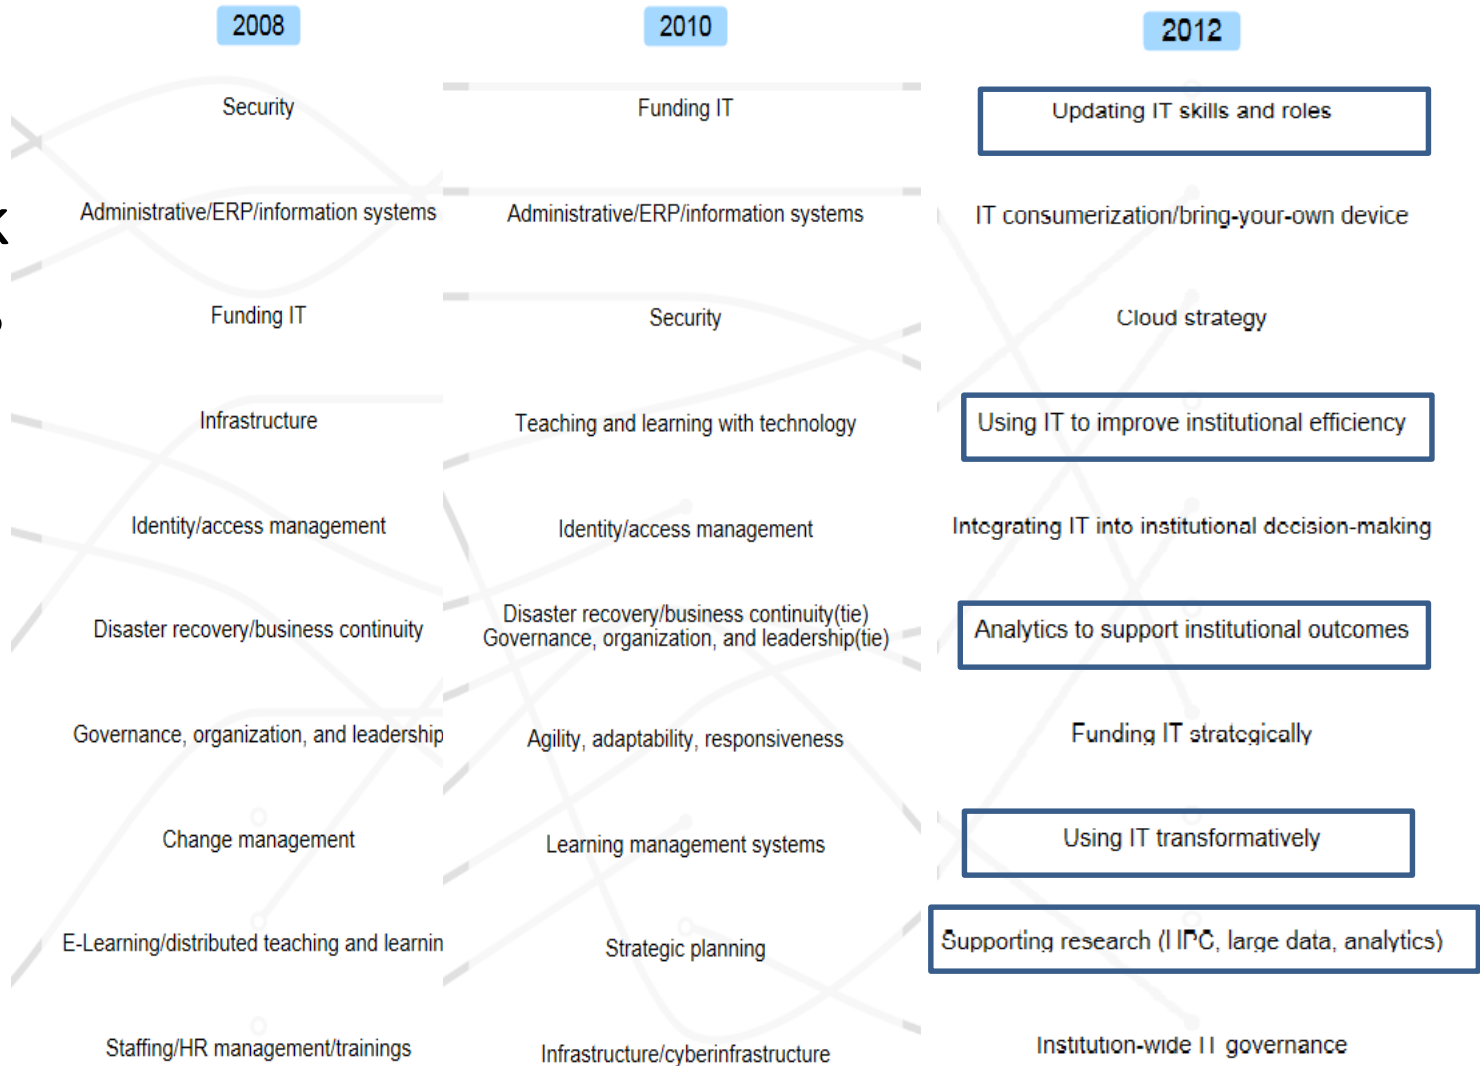 2008
Security
Administrative/ERP/information systems
Funding IT
Infrastructure
Identity/access management
Disaster recovery/business continuity
Governance, organization, and leadership
Change management
E-Learning/distributed teaching and learnin
Staffing/HR management/trainings
2010
Funding IT
Administrative/ERP/information systems
Security
Teaching and learning with technology
Identity/access management
Disaster recovery/business continuity(tie)
Governance, organization, and leadership(tie)
Agility, adaptability, responsiveness
Learning management systems
Strategic planning
Infrastructure/cyberinfrastructure
2012
Updating IT skills and roles
IT consumerization/bring-your-own device
Cloud strategy
Using IT to improve institutional efficiency
Integrating IT into institutional decision-making
Analytics to support institutional outcomes
Funding IT strategically
Using IT transformatively
Supporting research (HPC, large data, analytics)
Institution-wide IT governance